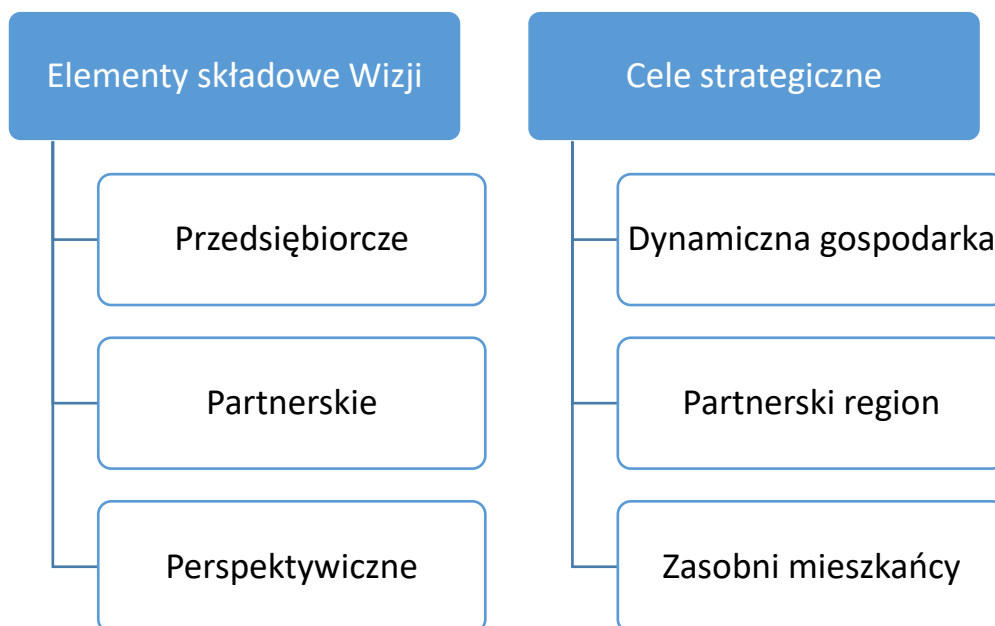 Elementy składowe Wizji
Przedsiębiorcze
Partnerskie
Perspektywiczne
Cele strategiczne
Dynamiczna gospodarka
Partnerski region
Zasobni mieszkańcy